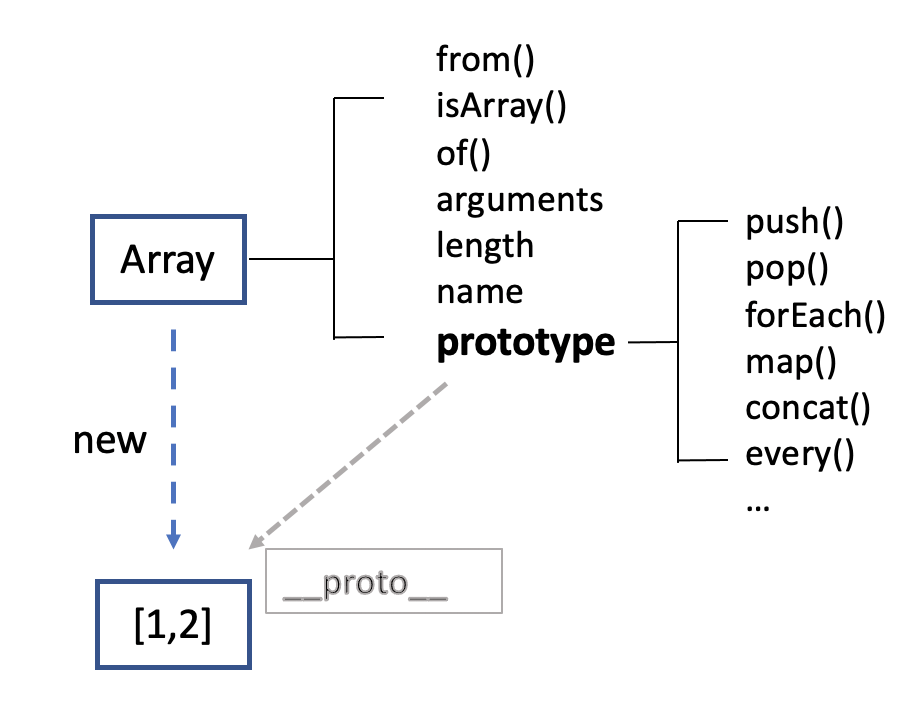 Array
from()
isArray()
of()
arguments
length
name
prototype
push()
pop()
forEach()
map()
concat()
every()
...
new
__proto__
[1,2]